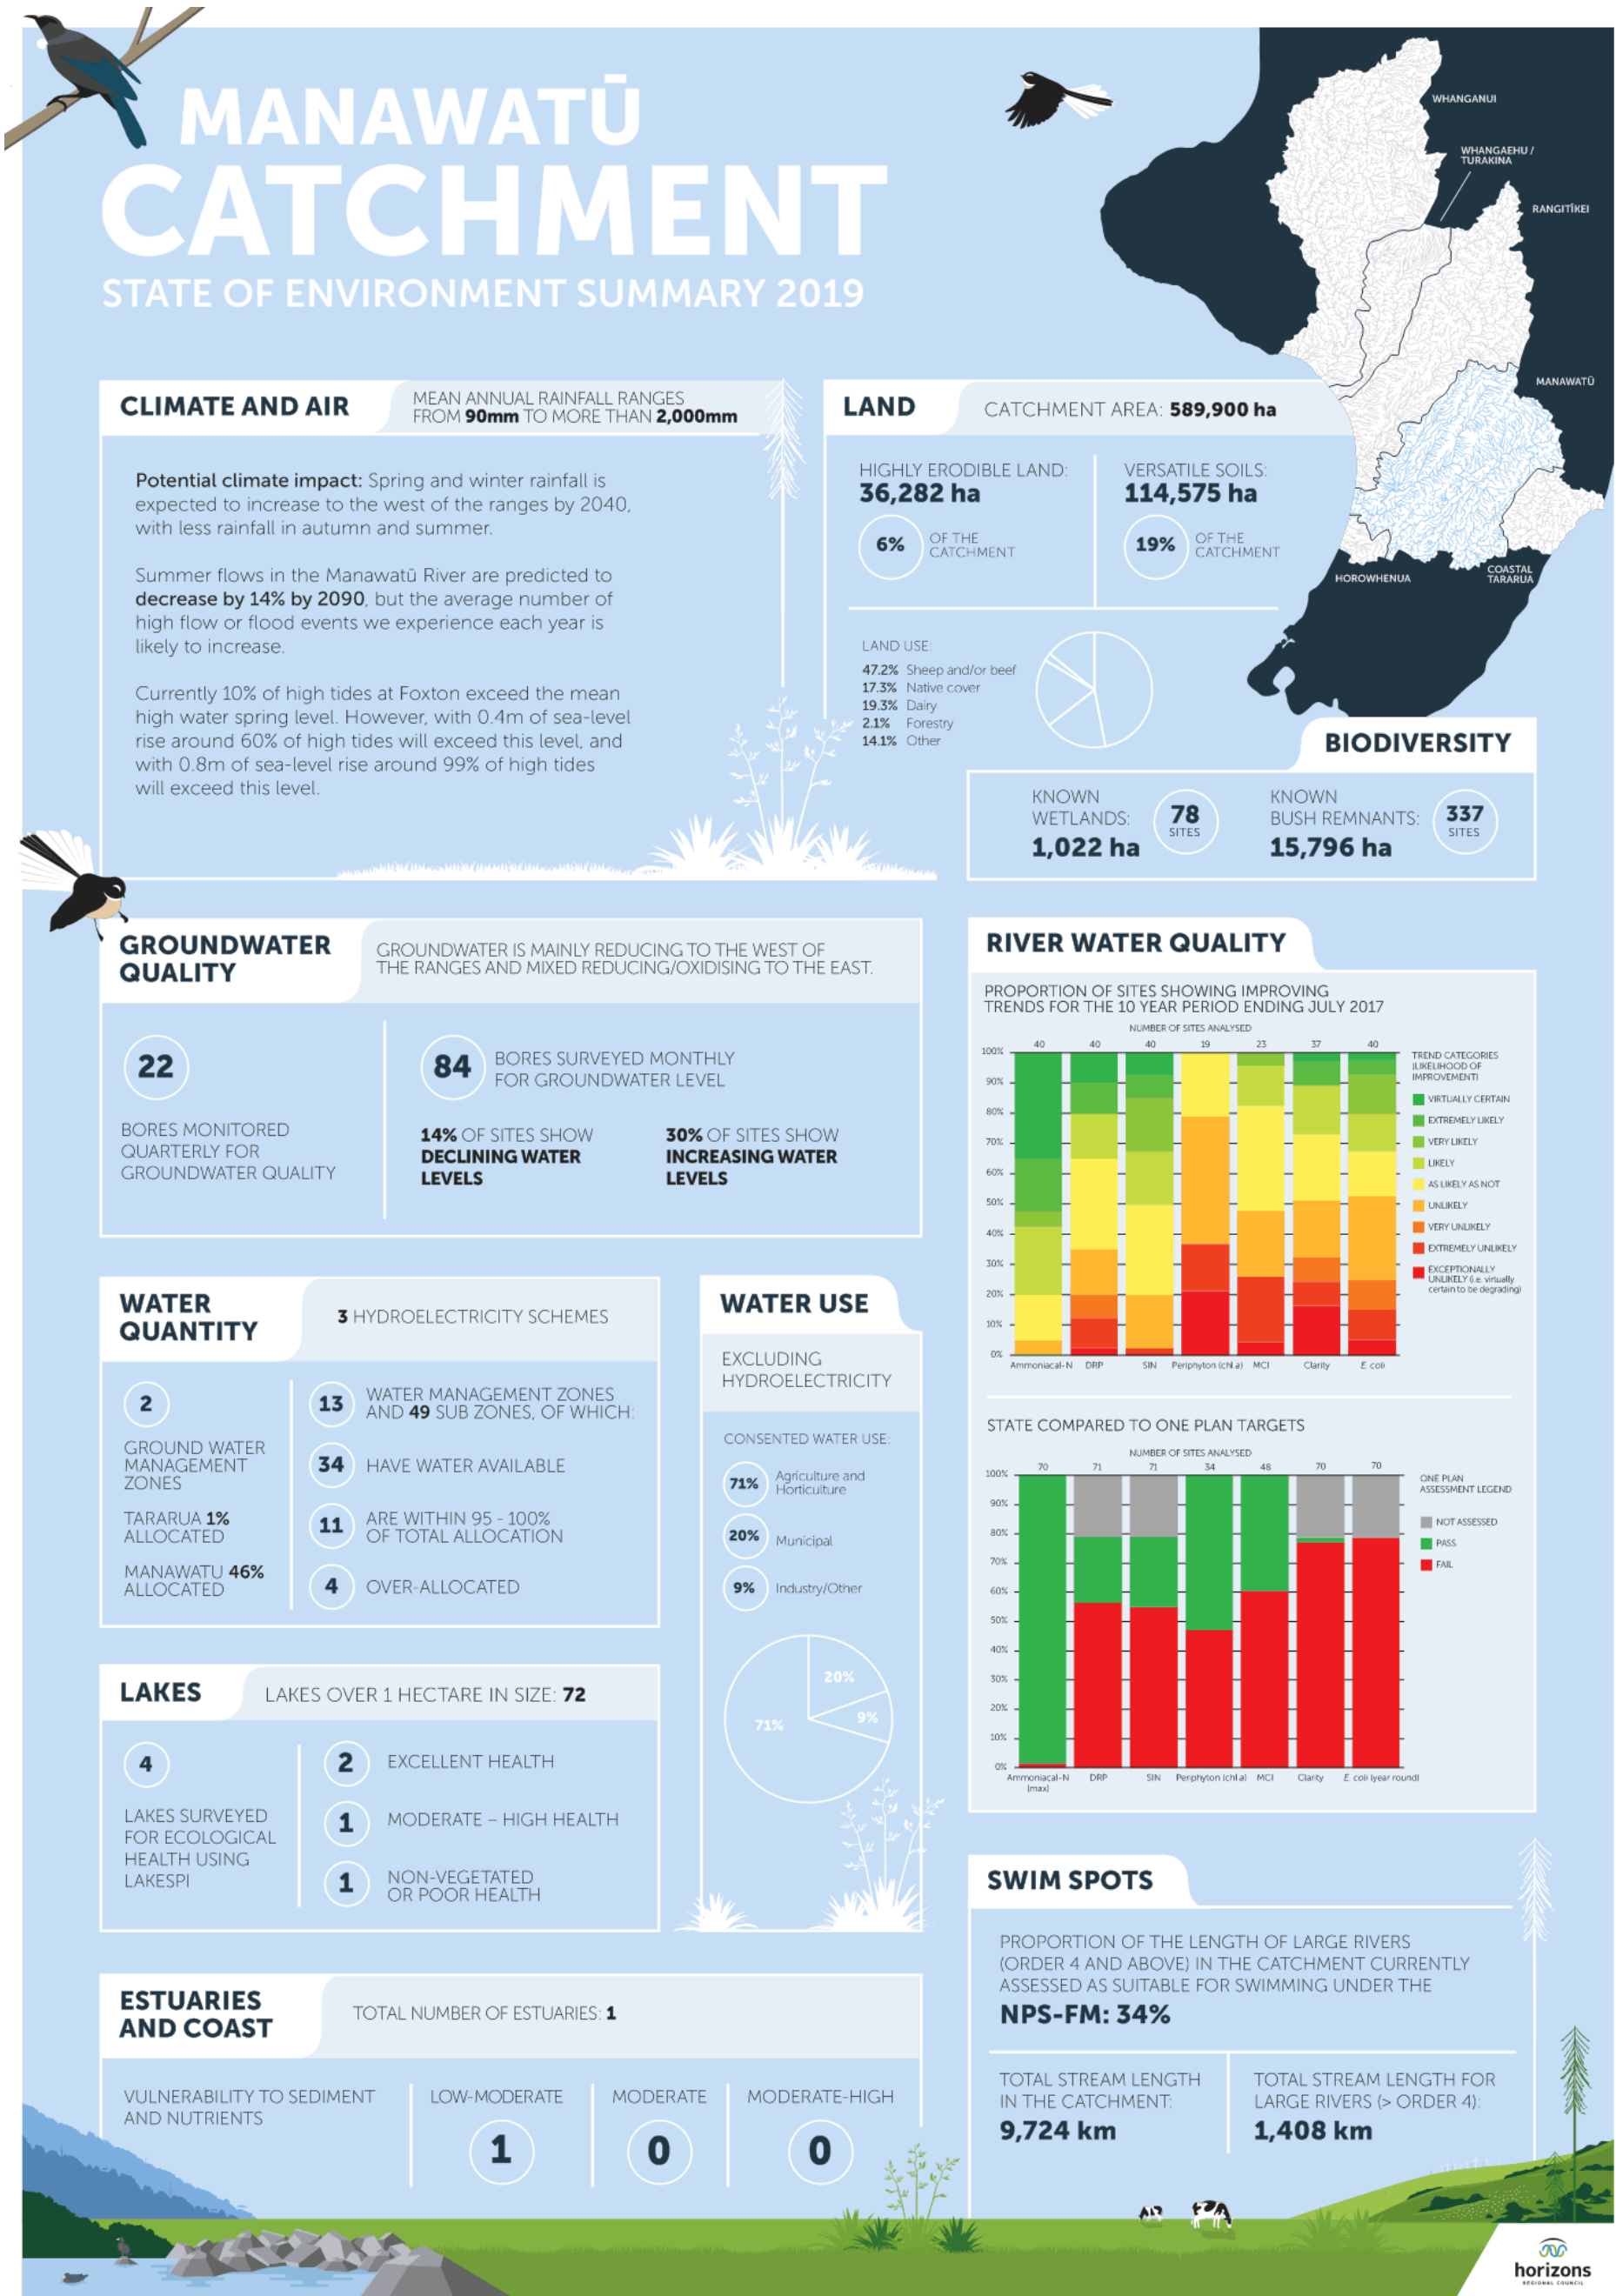 MANAWATŪ
CATCHMENT
STATE OF ENVIRONMENT SUMMARY 2019
WHANGANUI
WHANGAEHU /
TURAKINA
RANGITĪKEI
MANAWATŪ
HOROWHENUA
COASTAL
TARARUA
CLIMATE AND AIR
MEAN ANNUAL RAINFALL RANGES
FROM 90mm TO MORE THAN 2,000mm
Potential climate impact: Spring and winter rainfall is
expected to increase to the west of the ranges by 2040,
with less rainfall in autumn and summer.
Summer flows in the Manawatū River are predicted to
decrease by 14% by 2090, but the average number of
high flow or flood events we experience each year is
likely to increase.
Currently 10% of high tides at Foxton exceed the mean
high water spring level. However, with 0.4m of sea-level
rise around 60% of high tides will exceed this level, and
with 0.8m of sea-level rise around 99% of high tides
will exceed this level.
LAND
CATCHMENT AREA: 589,900 ha
HIGHLY ERODIBLE LAND:
36,282 ha
6%
OF THE
CATCHMENT
VERSATILE SOILS:
114,575 ha
19%
OF THE
CATCHMENT
LAND USE:
47.2% Sheep and/or beef
17.3% Native cover
19.3% Dairy
2.1% Forestry
14.1% Other
BIODIVERSITY
KNOWN
WETLANDS:
1,022 ha
78
SITES
KNOWN
BUSH REMNANTS:
15,796 ha
337
SITES
GROUNDWATER
QUALITY
GROUNDWATER IS MAINLY REDUCING TO THE WEST OF
THE RANGES AND MIXED REDUCING/OXIDISING TO THE EAST.
22
BORES MONITORED
QUARTERLY FOR
GROUNDWATER QUALITY
84
BORES SURVEYED MONTHLY
FOR GROUNDWATER LEVEL
14% OF SITES SHOW
DECLINING WATER
LEVELS
30% OF SITES SHOW
INCREASING WATER
LEVELS
RIVER WATER QUALITY
PROPORTION OF SITES SHOWING IMPROVING
TRENDS FOR THE 10 YEAR PERIOD ENDING JULY 2017
NUMBER OF SITES ANALYSED
40 40 40 19 23 37 40
100%
90%
80%
70%
60%
50%
40%
30%
20%
10%
0%
Ammoniacal-N DRP SIN Periphyton (chl a) MCI Clarity E. coli
TREND CATEGORIES
(LIKELIHOOD OF
IMPROVEMENT)
VIRTUALLY CERTAIN
EXTREMELY LIKELY
VERY LIKELY
LIKELY
AS LIKELY AS NOT
UNLIKELY
VERY UNLIKELY
EXTREMELY UNLIKELY
EXCEPTIONALLY
UNLIKELY (i.e. virtually
certain to be degrading)
STATE COMPARED TO ONE PLAN TARGETS
NUMBER OF SITES ANALYSED
70 71 71 34 48 70 70
100%
90%
80%
70%
60%
50%
40%
30%
20%
10%
0%
Ammoniacal-N DRP SIN Periphyton (chl a) MCI Clarity E. coli (year round)
(max)
ONE PLAN
ASSESSMENT LEGEND
NOT ASSESSED
PASS
FAIL
WATER
QUANTITY
3 HYDROELECTRICITY SCHEMES
2
GROUND WATER
MANAGEMENT
ZONES
TARARUA 1%
ALLOCATED
MANAWATU 46%
ALLOCATED
13
WATER MANAGEMENT ZONES
AND 49 SUB ZONES, OF WHICH:
34
HAVE WATER AVAILABLE
11
ARE WITHIN 95 - 100%
OF TOTAL ALLOCATION
4
OVER-ALLOCATED
WATER USE
EXCLUDING
HYDROELECTRICITY
CONSENTED WATER USE:
71%
Agriculture and
Horticulture
20%
Municipal
9%
Industry/Other
20%
9%
71%
LAKES
LAKES OVER 1 HECTARE IN SIZE: 72
4
LAKES SURVEYED
FOR ECOLOGICAL
HEALTH USING
LAKESPI
2
EXCELLENT HEALTH
1
MODERATE – HIGH HEALTH
1
NON-VEGETATED
OR POOR HEALTH
ESTUARIES
AND COAST
TOTAL NUMBER OF ESTUARIES: 1
VULNERABILITY TO SEDIMENT
AND NUTRIENTS
LOW-MODERATE
1
MODERATE
0
MODERATE-HIGH
0
SWIM SPOTS
PROPORTION OF THE LENGTH OF LARGE RIVERS
(ORDER 4 AND ABOVE) IN THE CATCHMENT CURRENTLY
ASSESSED AS SUITABLE FOR SWIMMING UNDER THE
NPS-FM: 34%
TOTAL STREAM LENGTH
IN THE CATCHMENT:
9,724 km
TOTAL STREAM LENGTH FOR
LARGE RIVERS (> ORDER 4):
1,408 km
horizons
REGIONAL COUNCIL